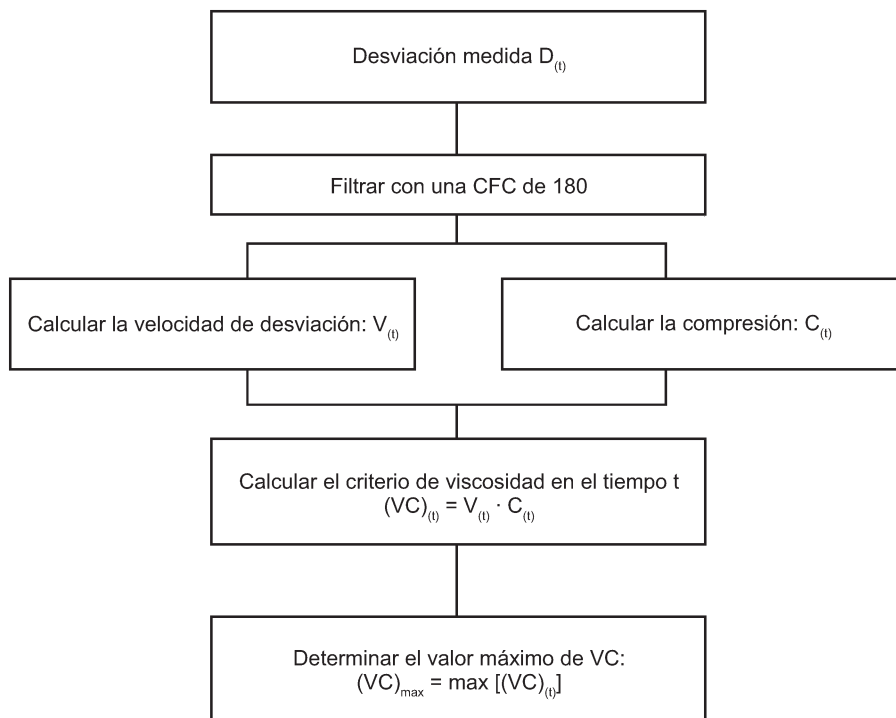 Desviación medida D(t)
Filtrar con una CFC de 180
Calcular la velocidad de desviación: V(t)
Calcular la compresión: C(t)
Calcular el criterio de viscosidad en el tiempo t
(VC)(t) = V(t) · C(t)
Determinar el valor máximo de VC:
(VC)max = max [(VC)(t)]